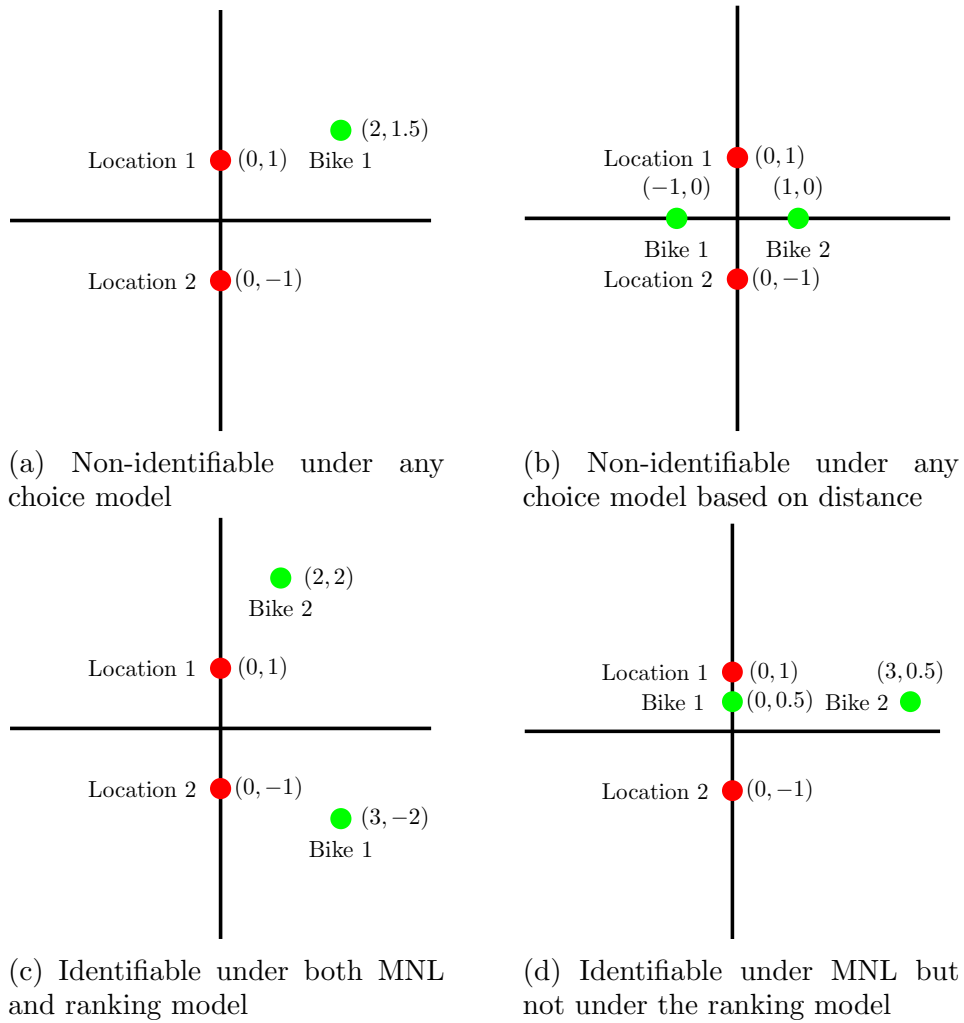 (2, 1.5)
Location 1 (0, 1) Bike 1
Location 2 (0, −1)
(a) Non-identifiable under any
choice model
Location 1 (0, 1)
(−1, 0) (1, 0)
Bike 1 Bike 2
Location 2 (0, −1)
(b) Non-identifiable under any
choice model based on distance
(2, 2)
Bike 2
Location 1 (0, 1)
Location 2 (0, −1)
(3, −2)
Bike 1
(c) Identifiable under both MNL
and ranking model
Location 1 (0, 1) (3, 0.5)
Bike 1 (0, 0.5) Bike 2
Location 2 (0, −1)
(d) Identifiable under MNL but
not under the ranking model